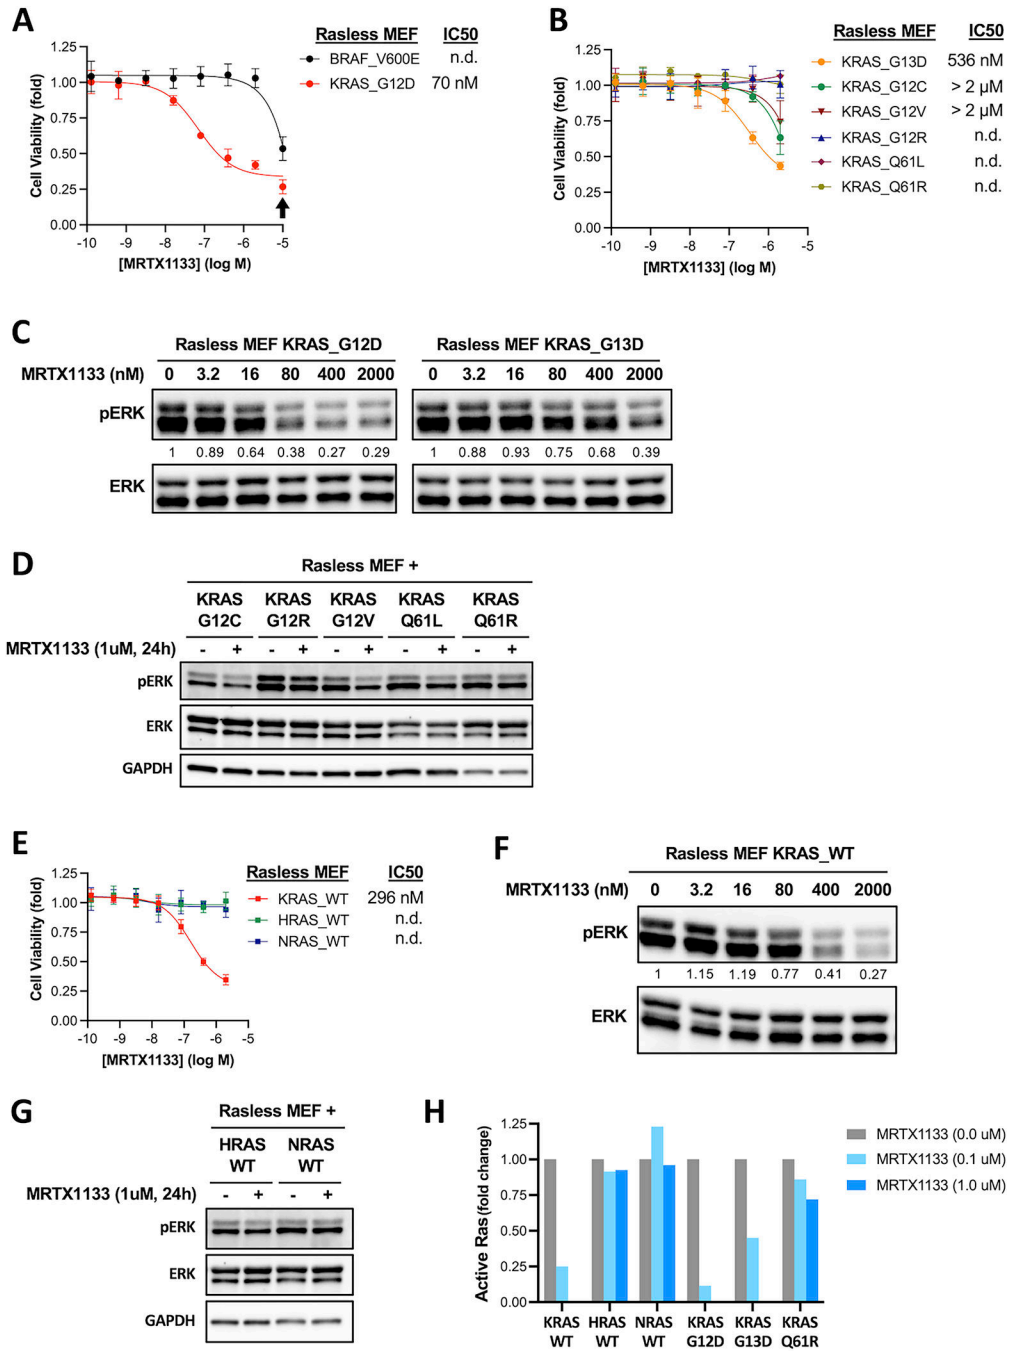 A
Rasless MEF IC50
BRAF_V600E n.d.
KRAS_G12D 70 nM
Cell Viability (fold)
1.25
1.00
0.75
0.50
0.25
0.00
-10 -9 -8 -7 -6 -5
[MRTX1133] (log M)
B
Rasless MEF IC50
KRAS_G13D 536 nM
KRAS_G12C > 2 µM
KRAS_G12V > 2 µM
KRAS_G12R n.d.
KRAS_Q61L n.d.
KRAS_Q61R n.d.
Cell Viability (fold)
1.25
1.00
0.75
0.50
0.25
0.00
-10 -9 -8 -7 -6 -5
[MRTX1133] (log M)
C
Rasless MEF KRAS_G12D
Rasless MEF KRAS_G13D
MRTX1133 (nM) 0 3.2 16 80 400 2000 0 3.2 16 80 400 2000
pERK
1 0.89 0.64 0.38 0.27 0.29 1 0.88 0.93 0.75 0.68 0.39
ERK
D
Rasless MEF +
KRAS KRAS KRAS KRAS KRAS
G12C G12R G12V Q61L Q61R
MRTX1133 (1uM, 24h) - + - + - + - + - +
pERK
ERK
GAPDH
E
Rasless MEF IC50
KRAS_WT 296 nM
HRAS_WT n.d.
NRAS_WT n.d.
Cell Viability (fold)
1.25
1.00
0.75
0.50
0.25
0.00
-10 -9 -8 -7 -6 -5
[MRTX1133] (log M)
F
Rasless MEF KRAS_WT
MRTX1133 (nM) 0 3.2 16 80 400 2000
pERK
1 1.15 1.19 0.77 0.41 0.27
ERK
G
Rasless MEF +
HRAS NRAS
WT WT
MRTX1133 (1uM, 24h) - + - +
pERK
ERK
GAPDH
H
Active Ras (fold change)
1.25
1.00
0.75
0.50
0.25
0.00
MRTX1133 (0.0 uM)
MRTX1133 (0.1 uM)
MRTX1133 (1.0 uM)
KRAS HRAS NRAS KRAS KRAS KRAS
WT WT WT G12D G13D Q61R